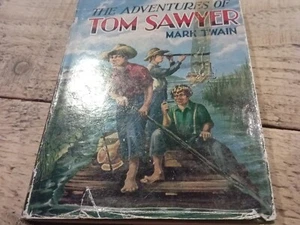 THE ADVENTURES OF
TOM SAWYER
MARK TWAIN